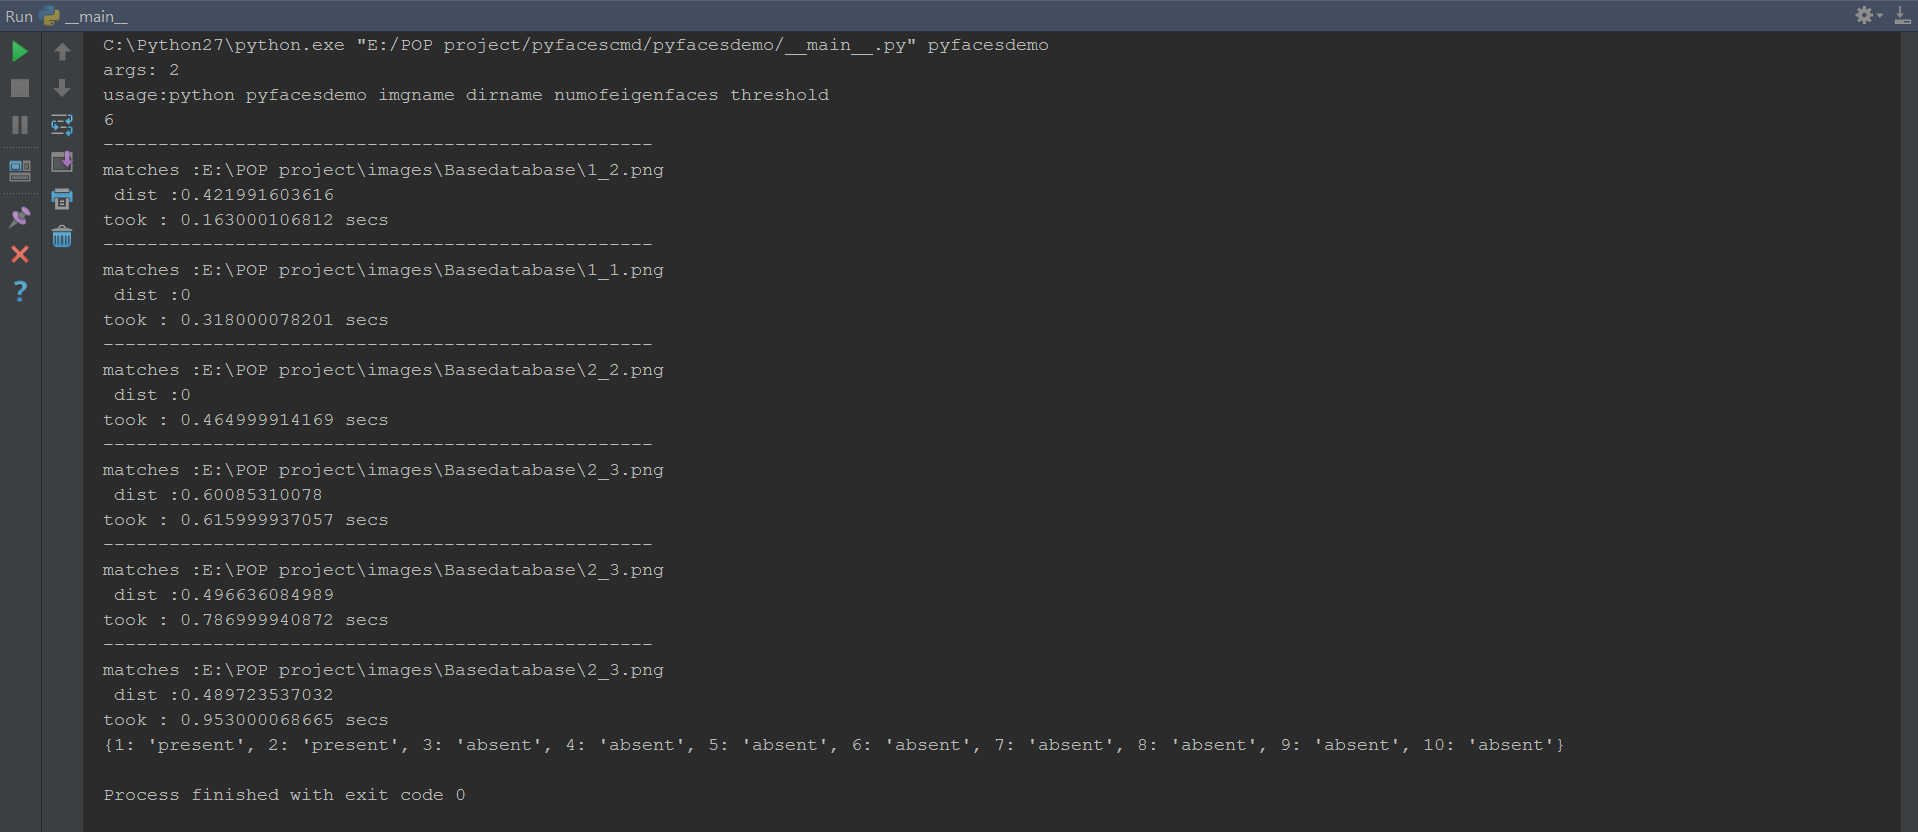 Run __main__
C:\Python27\python.exe "E:/POP project/pyfacescmd/pyfacesdemo/__main__.py" pyfacesdemo
args: 2
usage:python pyfacesdemo imgname dirname numofeigenfaces threshold
6
--------------------------------------------------
matches :E:\POP project\images\Basedatabase\1_2.png
 dist :0.421991603616
took : 0.163000106812 secs
--------------------------------------------------
matches :E:\POP project\images\Basedatabase\1_1.png
 dist :0
took : 0.318000078201 secs
--------------------------------------------------
matches :E:\POP project\images\Basedatabase\2_2.png
 dist :0
took : 0.464999914169 secs
--------------------------------------------------
matches :E:\POP project\images\Basedatabase\2_3.png
 dist :0.60085310078
took : 0.615999937057 secs
--------------------------------------------------
matches :E:\POP project\images\Basedatabase\2_3.png
 dist :0.496636084989
took : 0.786999940872 secs
--------------------------------------------------
matches :E:\POP project\images\Basedatabase\2_3.png
 dist :0.489723537032
took : 0.953000068665 secs
{1: 'present', 2: 'present', 3: 'absent', 4: 'absent', 5: 'absent', 6: 'absent', 7: 'absent', 8: 'absent', 9: 'absent', 10: 'absent'}
Process finished with exit code 0